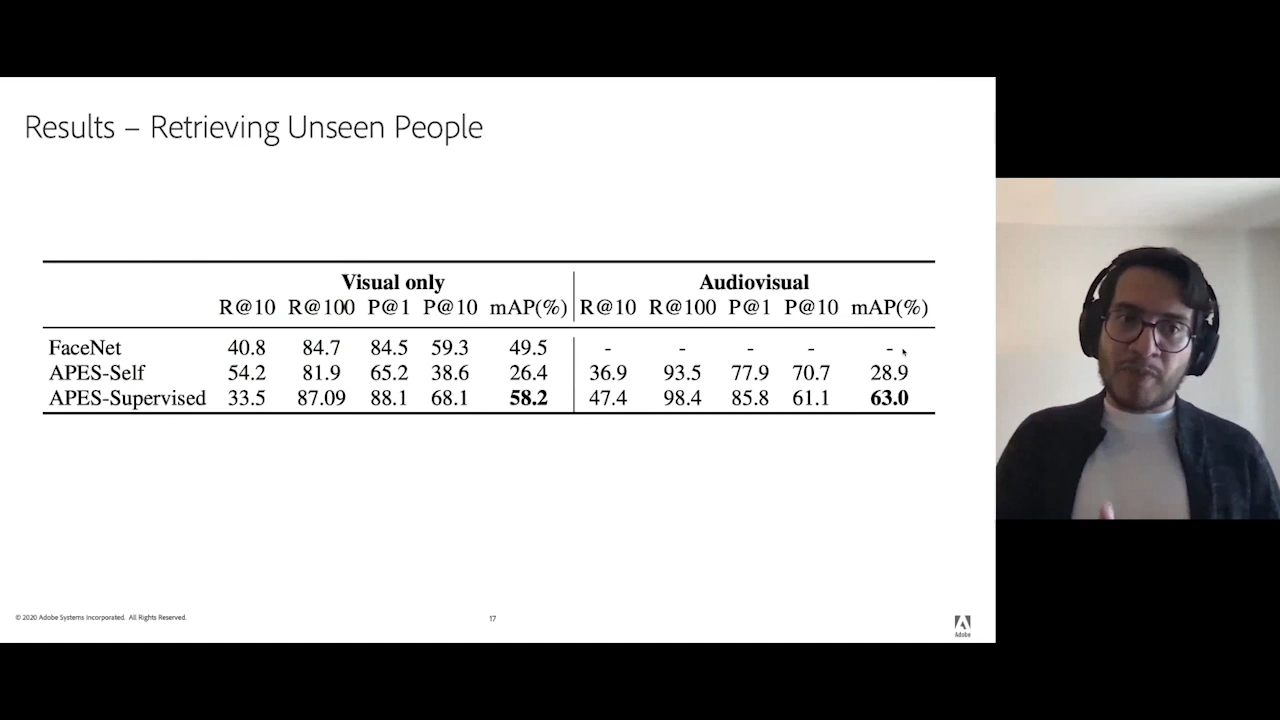 Results – Retrieving Unseen People
Visual only Audiovisual
R@10 R@100 P@1 P@10 mAP(%) R@10 R@100 P@1 P@10 mAP(%)
FaceNet 40.8 84.7 84.5 59.3 49.5 - - - - -
APES-Self 54.2 81.9 65.2 38.6 26.4 36.9 93.5 77.9 70.7 28.9
APES-Supervised 33.5 87.09 88.1 68.1 58.2 47.4 98.4 85.8 61.1 63.0
© 2020 Adobe Systems Incorporated. All Rights Reserved. 17
Adobe